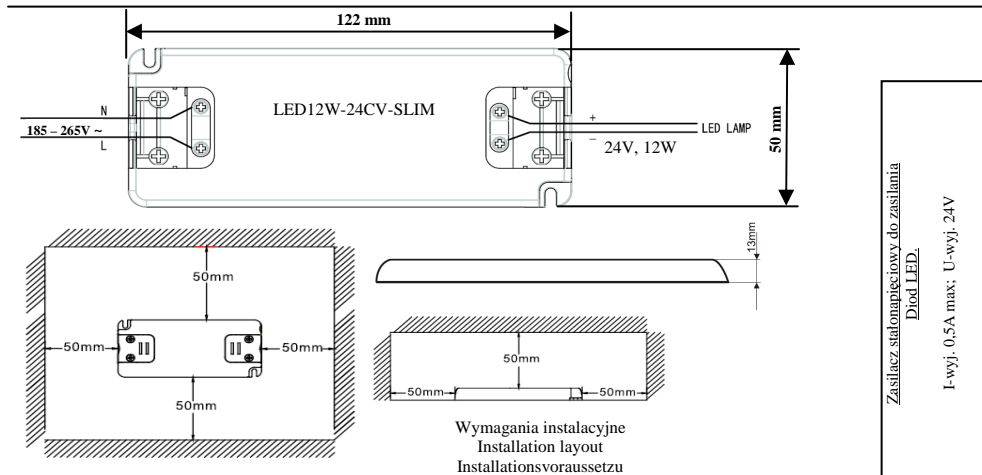 122 mm
N
LED12W-24CV-SLIM
+
185 – 265V ~
LED LAMP
L
–
24V, 12W
50 mm
13mm
50mm
50mm
50mm
50mm
50mm
50mm
50mm
Wymagania instalacyjne
Installation layout
Installationsvoraussetzu
Zasilacz stałonapięciowy do zasilania
Diod LED.
I-wyj. 0,5A max; U-wyj. 24V